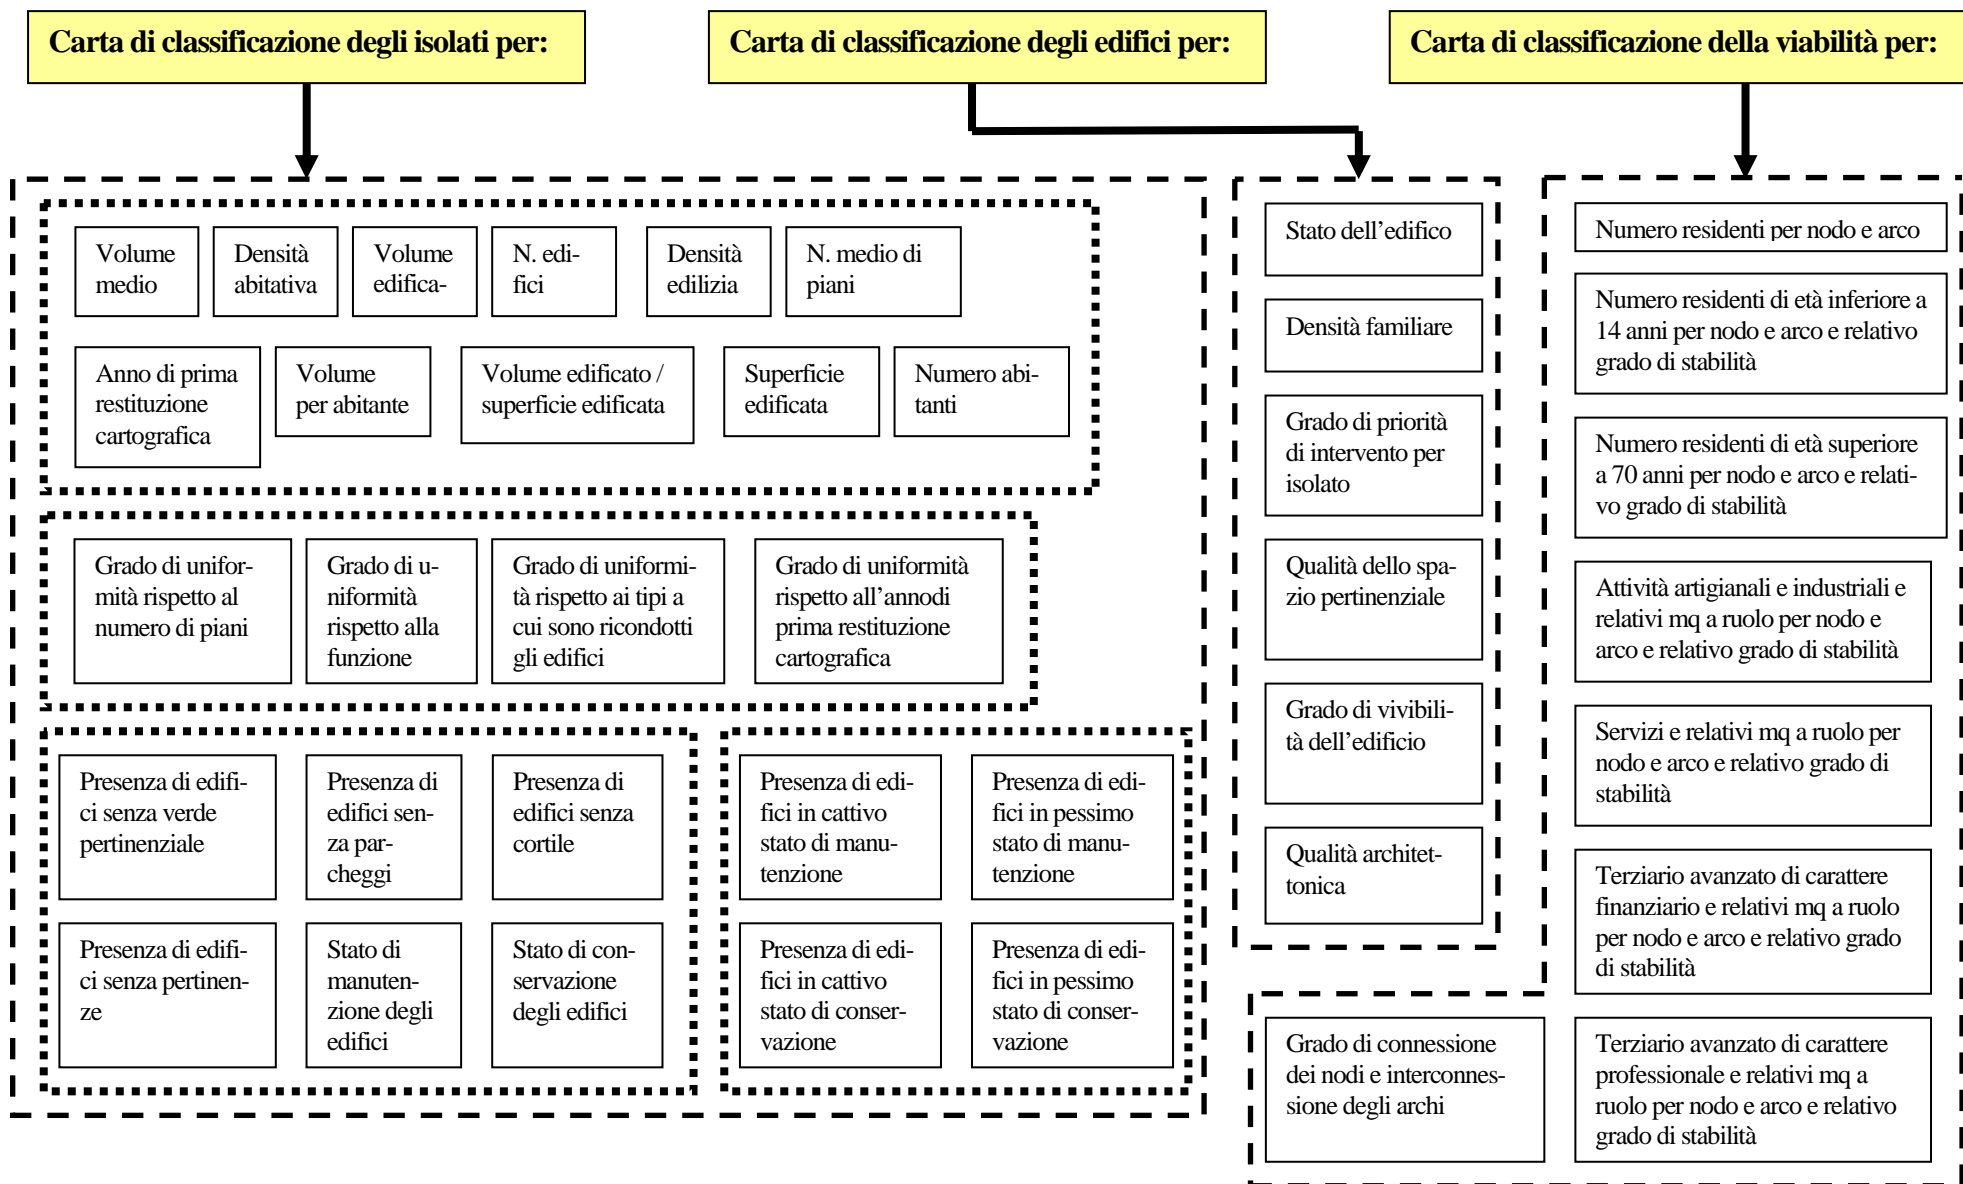 Carta di classificazione degli isolati per:
Carta di classificazione degli edifici per:
Carta di classificazione della viabilità per:
Volume
medio
Densità
abitativa
Volume
edifica-
N. edi-
fici
Densità
edilizia
N. medio di
piani
Anno di prima
restituzione
cartografica
Volume
per abitante
Volume edificato /
superficie edificata
Superficie
edificata
Numero abi-
tanti
Grado di unifor-
mità rispetto al
numero di piani
Grado di u-
niformità
rispetto alla
funzione
Grado di uniformi-
tà rispetto ai tipi a
cui sono ricondotti
gli edifici
Grado di uniformità
rispetto all’annodi
prima restituzione
cartografica
Presenza di edifi-
ci senza verde
pertinenziale
Presenza di
edifici sen-
za par-
cheggi
Presenza di
edifici senza
cortile
Presenza di edifi-
ci senza pertinen-
ze
Stato di
manuten-
zione degli
edifici
Stato di con-
servazione
degli edifici
Presenza di edi-
fici in cattivo
stato di manu-
tenzione
Presenza di edi-
fici in pessimo
stato di manu-
tenzione
Presenza di edi-
fici in cattivo
stato di conser-
vazione
Presenza di edi-
fici in pessimo
stato di conser-
vazione
Stato dell’edifico
Densità familiare
Grado di priorità
di intervento per
isolato
Qualità dello spa-
zio pertinenziale
Grado di vivibili-
tà dell’edificio
Qualità architet-
tonica
Numero residenti per nodo e arco
Numero residenti di età inferiore a
14 anni per nodo e arco e relativo
grado di stabilità
Numero residenti di età superiore
a 70 anni per nodo e arco e relati-
vo grado di stabilità
Attività artigianali e industriali e
relativi mq a ruolo per nodo e
arco e relativo grado di stabilità
Servizi e relativi mq a ruolo per
nodo e arco e relativo grado di
stabilità
Terziario avanzato di carattere
finanziario e relativi mq a ruolo
per nodo e arco e relativo grado
di stabilità
Grado di connessione
dei nodi e interconnes-
sione degli archi
Terziario avanzato di carattere
professionale e relativi mq a
ruolo per nodo e arco e relativo
grado di stabilità